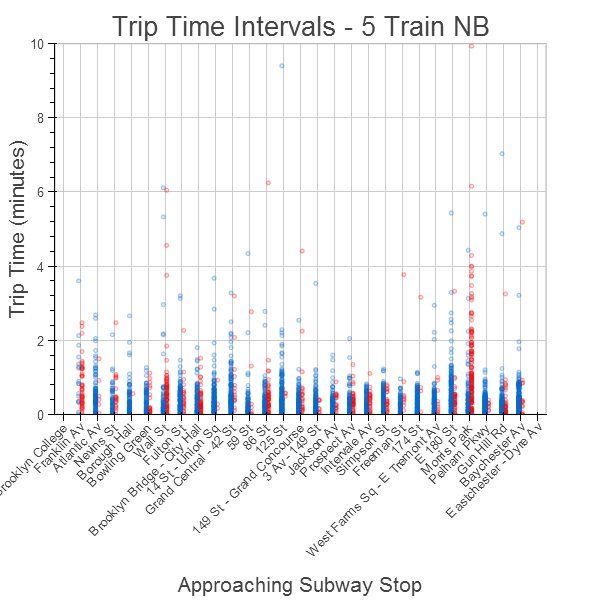 Trip Time Intervals - 5 Train NB
Trip Time (minutes)
10
8
6
4
2
0
Brooklyn College
Franklin Av
Atlantic Av
Nevins St
Borough Hall
Bowling Green
Wall St
Fulton St
Brooklyn Bridge - City Hall
14 St - Union Sq
Grand Central - 42 St
59 St
86 St
125 St
149 St - Grand Concourse
3 Av - 149 St
Jackson Av
Prospect Av
Intervale Av
Simpson St
Freeman St
174 St
West Farms Sq - E Tremont Av
E 180 St
Morris Park
Pelham Pkwy
Gun Hill Rd
Baychester Av
Eastchester - Dyre Av
Approaching Subway Stop